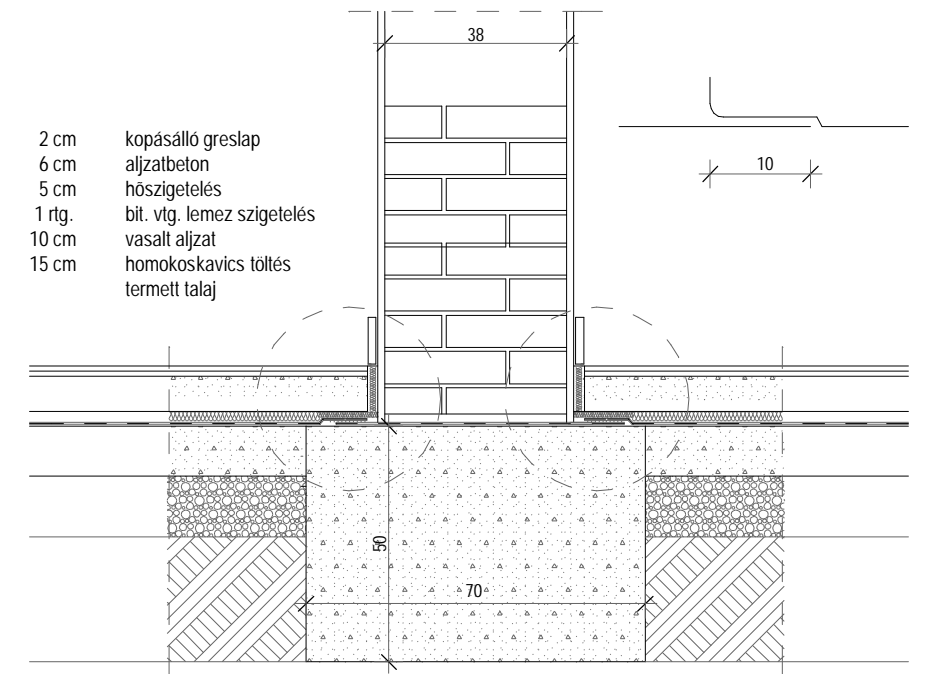 38
2 cm kopásálló greslap
6 cm aljzatbeton
5 cm hőszigetelés
1 rtg. bit. vtg. lemez szigetelés
10 cm vasalt aljzat
15 cm homokoskavics töltés
termett talaj
10
50
70